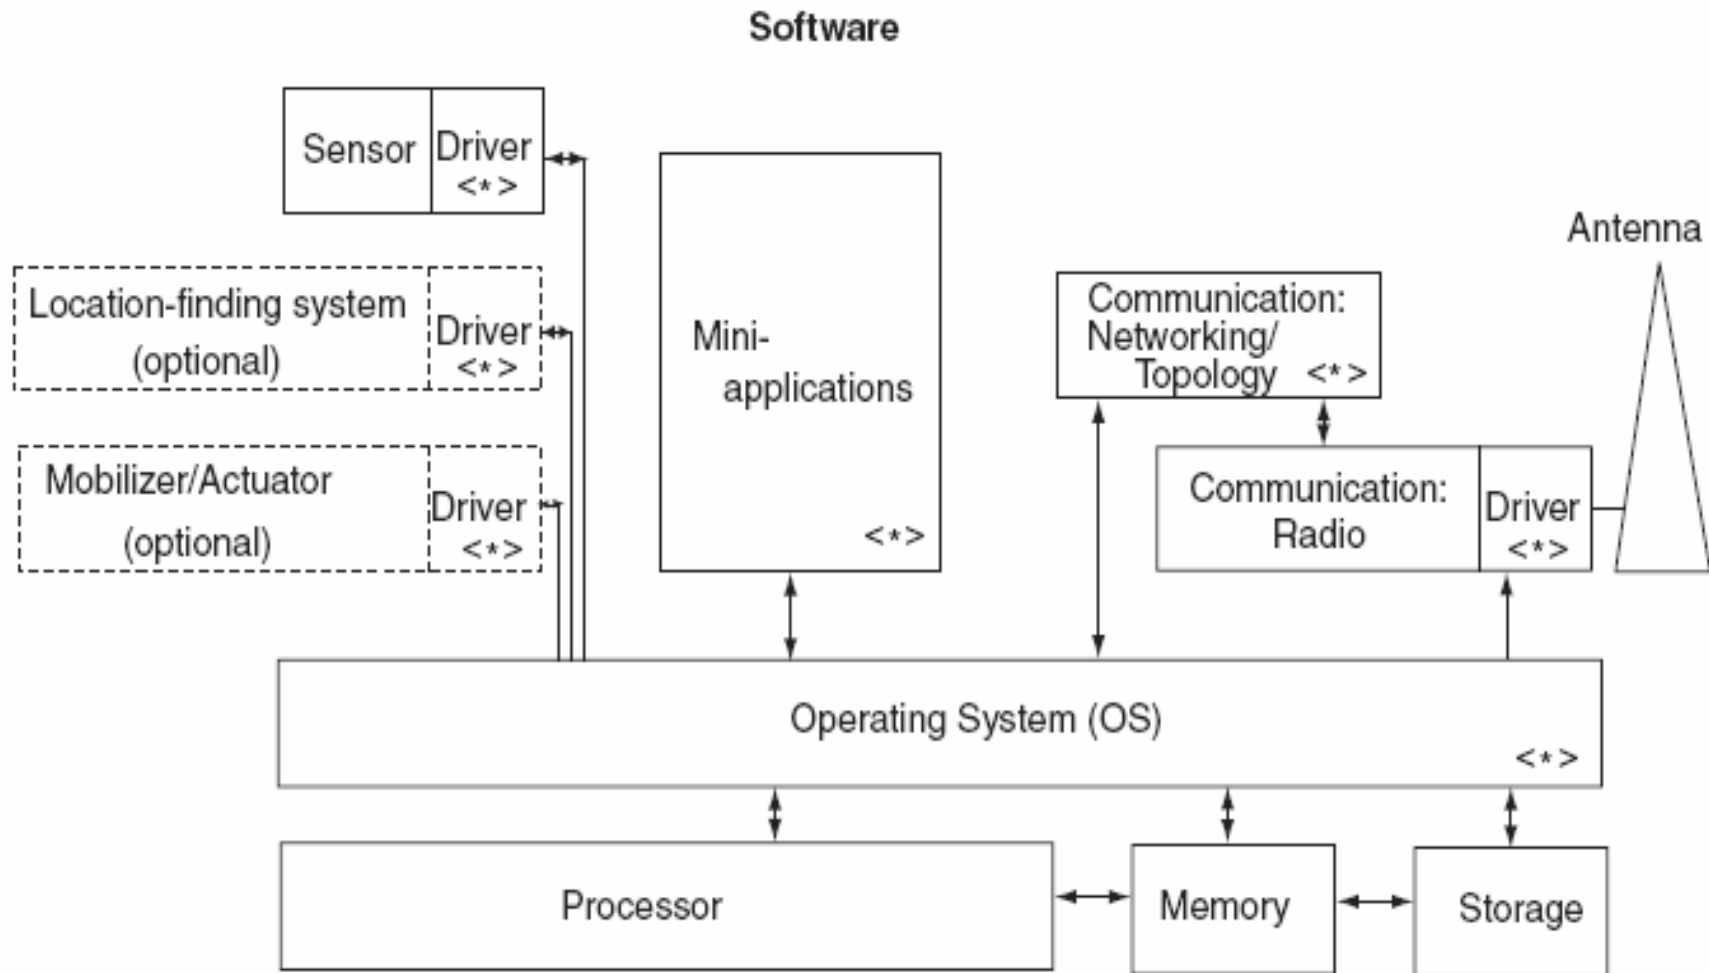 Software
Sensor
Driver
<*>
Location-finding system
(optional)
Driver
<*>
Mobilizer/Actuator
(optional)
Driver
<*>
Mini-
applications
<*>
Communication:
Networking/
Topology <*>
Communication:
Radio
Driver
<*>
Antenna
Operating System (OS)
<*>
Processor
Memory
Storage